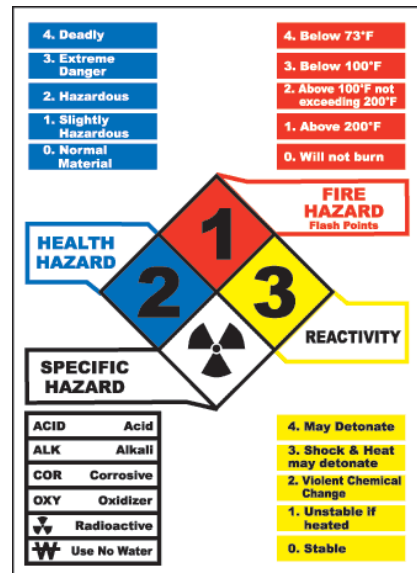 4. Deadly
3. Extreme
Danger
2. Hazardous
1. Slightly
Hazardous
0. Normal
Material
4. Below 73°F
3. Below 100°F
2. Above 100°F not
exceeding 200°F
1. Above 200°F
0. Will not burn
FIRE
HAZARD
Flash Points
HEALTH
HAZARD
1
2
3
REACTIVITY
SPECIFIC
HAZARD
ACID Acid
ALK Alkali
COR Corrosive
OXY Oxidizer
Radioactive
W Use No Water
4. May Detonate
3. Shock & Heat
may detonate
2. Violent Chemical
Change
1. Unstable if
heated
0. Stable